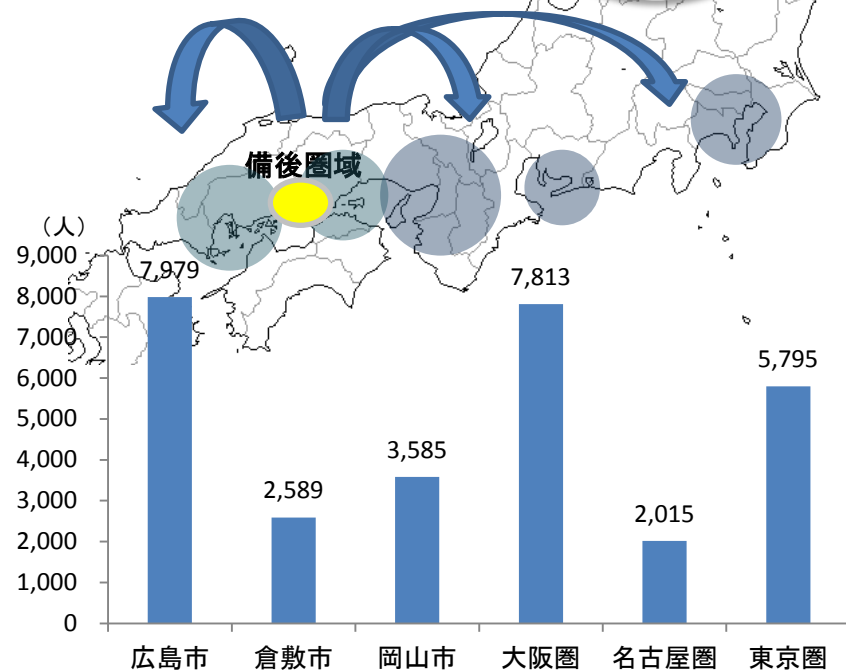 備後圏域
（人）
9,000
8,000
7,000
6,000
5,000
4,000
3,000
2,000
1,000
0
7,979
2,589
3,585
7,813
2,015
5,795
広島市
倉敷市
岡山市
大阪圏
名古屋圏
東京圏